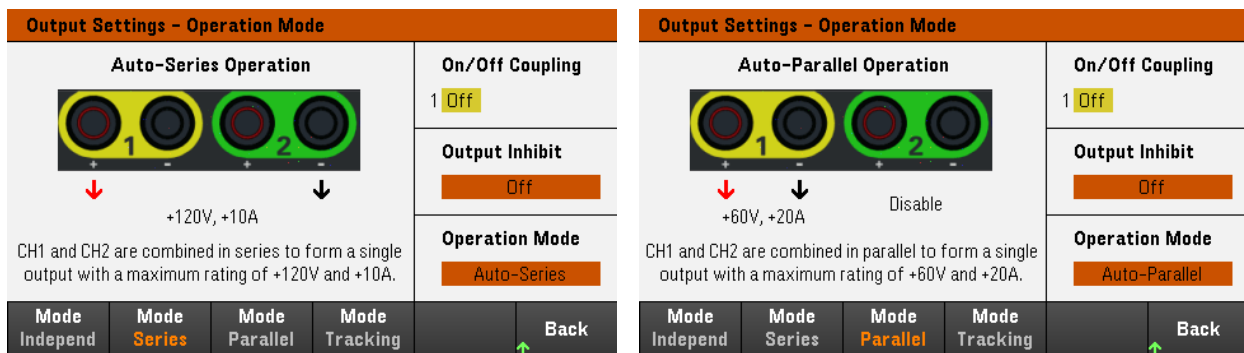 Output Settings - Operation Mode
Auto-Series Operation
1 2
+ - + -
+120V, +10A
CH1 and CH2 are combined in series to form a single
output with a maximum rating of +120V and +10A.
On/Off Coupling
1 Off
Output Inhibit
Off
Operation Mode
Auto-Series
Mode Mode Mode Mode
Independ Series Parallel Tracking Back
Output Settings - Operation Mode
Auto-Parallel Operation
1 2
+ - + -
Disable
+60V, +20A
CH1 and CH2 are combined in parallel to form a single
output with a maximum rating of +60V and +20A.
On/Off Coupling
1 Off
Output Inhibit
Off
Operation Mode
Auto-Parallel
Mode Mode Mode Mode
Independ Series Parallel Tracking Back